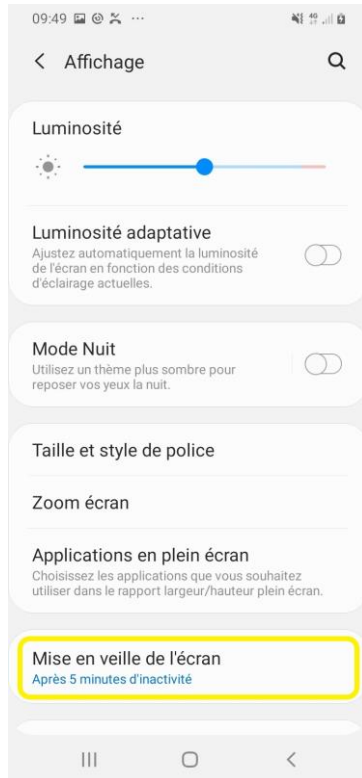 09:49
Affichage
Luminosité
Luminosité adaptative
Ajustez automatiquement la luminosité
de l'écran en fonction des conditions
d'éclairage actuelles.
Mode Nuit
Utilisez un thème plus sombre pour
reposer vos yeux la nuit.
Taille et style de police
Zoom écran
Applications en plein écran
Choisissez les applications que vous souhaitez
utiliser dans le rapport largeur/hauteur plein écran.
Mise en veille de l'écran
Après 5 minutes d'inactivité